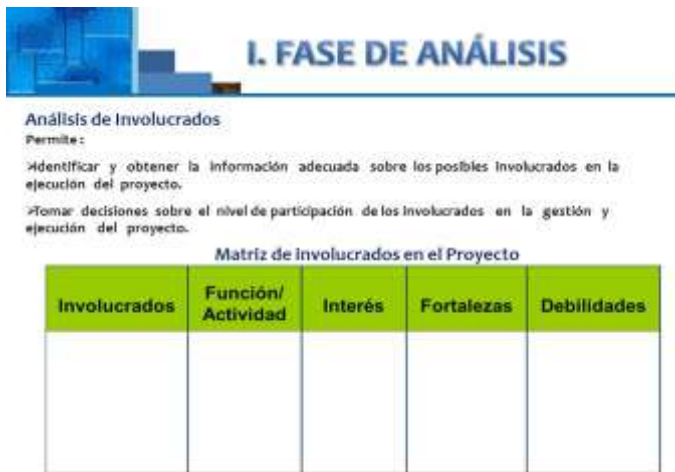 I. FASE DE ANÁLISIS
Análisis de Involucrados
Permite:
➢Identificar y obtener la información adecuada sobre los posibles involucrados en la
ejecución del proyecto.
➢Tomar decisiones sobre el nivel de participación de los involucrados en la gestión y
ejecución del proyecto.
Matriz de involucrados en el Proyecto
Involucrados Función/ Actividad Interés Fortalezas Debilidades